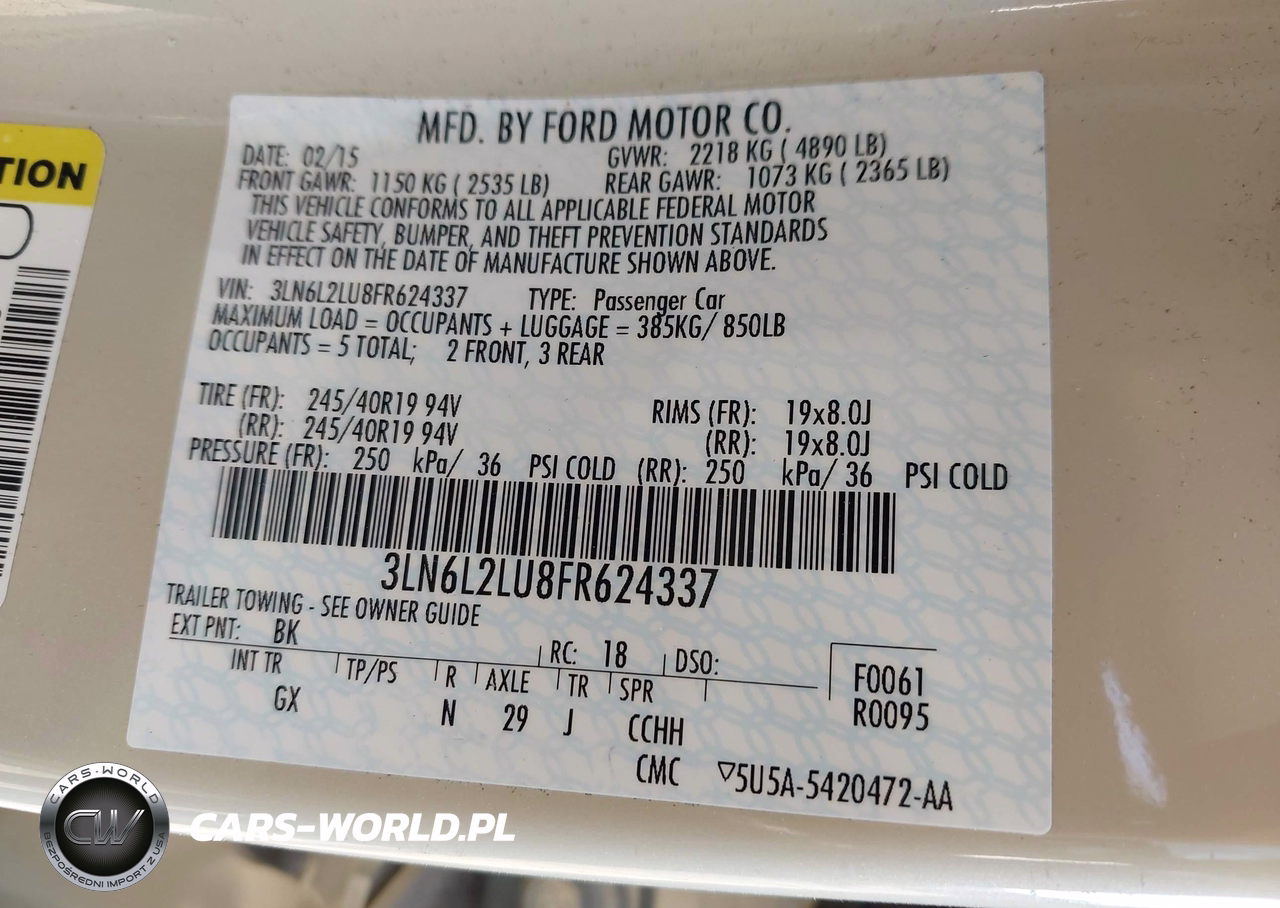 TION
MFD. BY FORD MOTOR CO.
DATE: 02/15 GVWR: 2218 KG ( 4890 LB)
FRONT GAWR: 1150 KG ( 2535 LB) REAR GAWR: 1073 KG ( 2365 LB)
THIS VEHICLE CONFORMS TO ALL APPLICABLE FEDERAL MOTOR
VEHICLE SAFETY, BUMPER, AND THEFT PREVENTION STANDARDS
IN EFFECT ON THE DATE OF MANUFACTURE SHOWN ABOVE.
VIN: 3LN6L2LU8FR624337 TYPE: Passenger Car
MAXIMUM LOAD = OCCUPANTS + LUGGAGE = 385KG/ 850LB
OCCUPANTS = 5 TOTAL; 2 FRONT, 3 REAR
TIRE (FR): 245/40R19 94V RIMS (FR): 19x8.0J
(RR): 245/40R19 94V (RR): 19x8.0J
PRESSURE (FR): 250 kPa/ 36 PSI COLD (RR): 250 kPa/ 36 PSI COLD
3LN6L2LU8FR624337
TRAILER TOWING - SEE OWNER GUIDE
EXT PNT: BK RC: 18 DSO:
INT TR TP/PS R AXLE TR SPR F0061
GX N 29 J CCHH R0095
CMC ▽5U5A-5420472-AA
CARS-WORLD
CW
BEZPOŚREDNI IMPORT Z USA
CARS-WORLD.PL